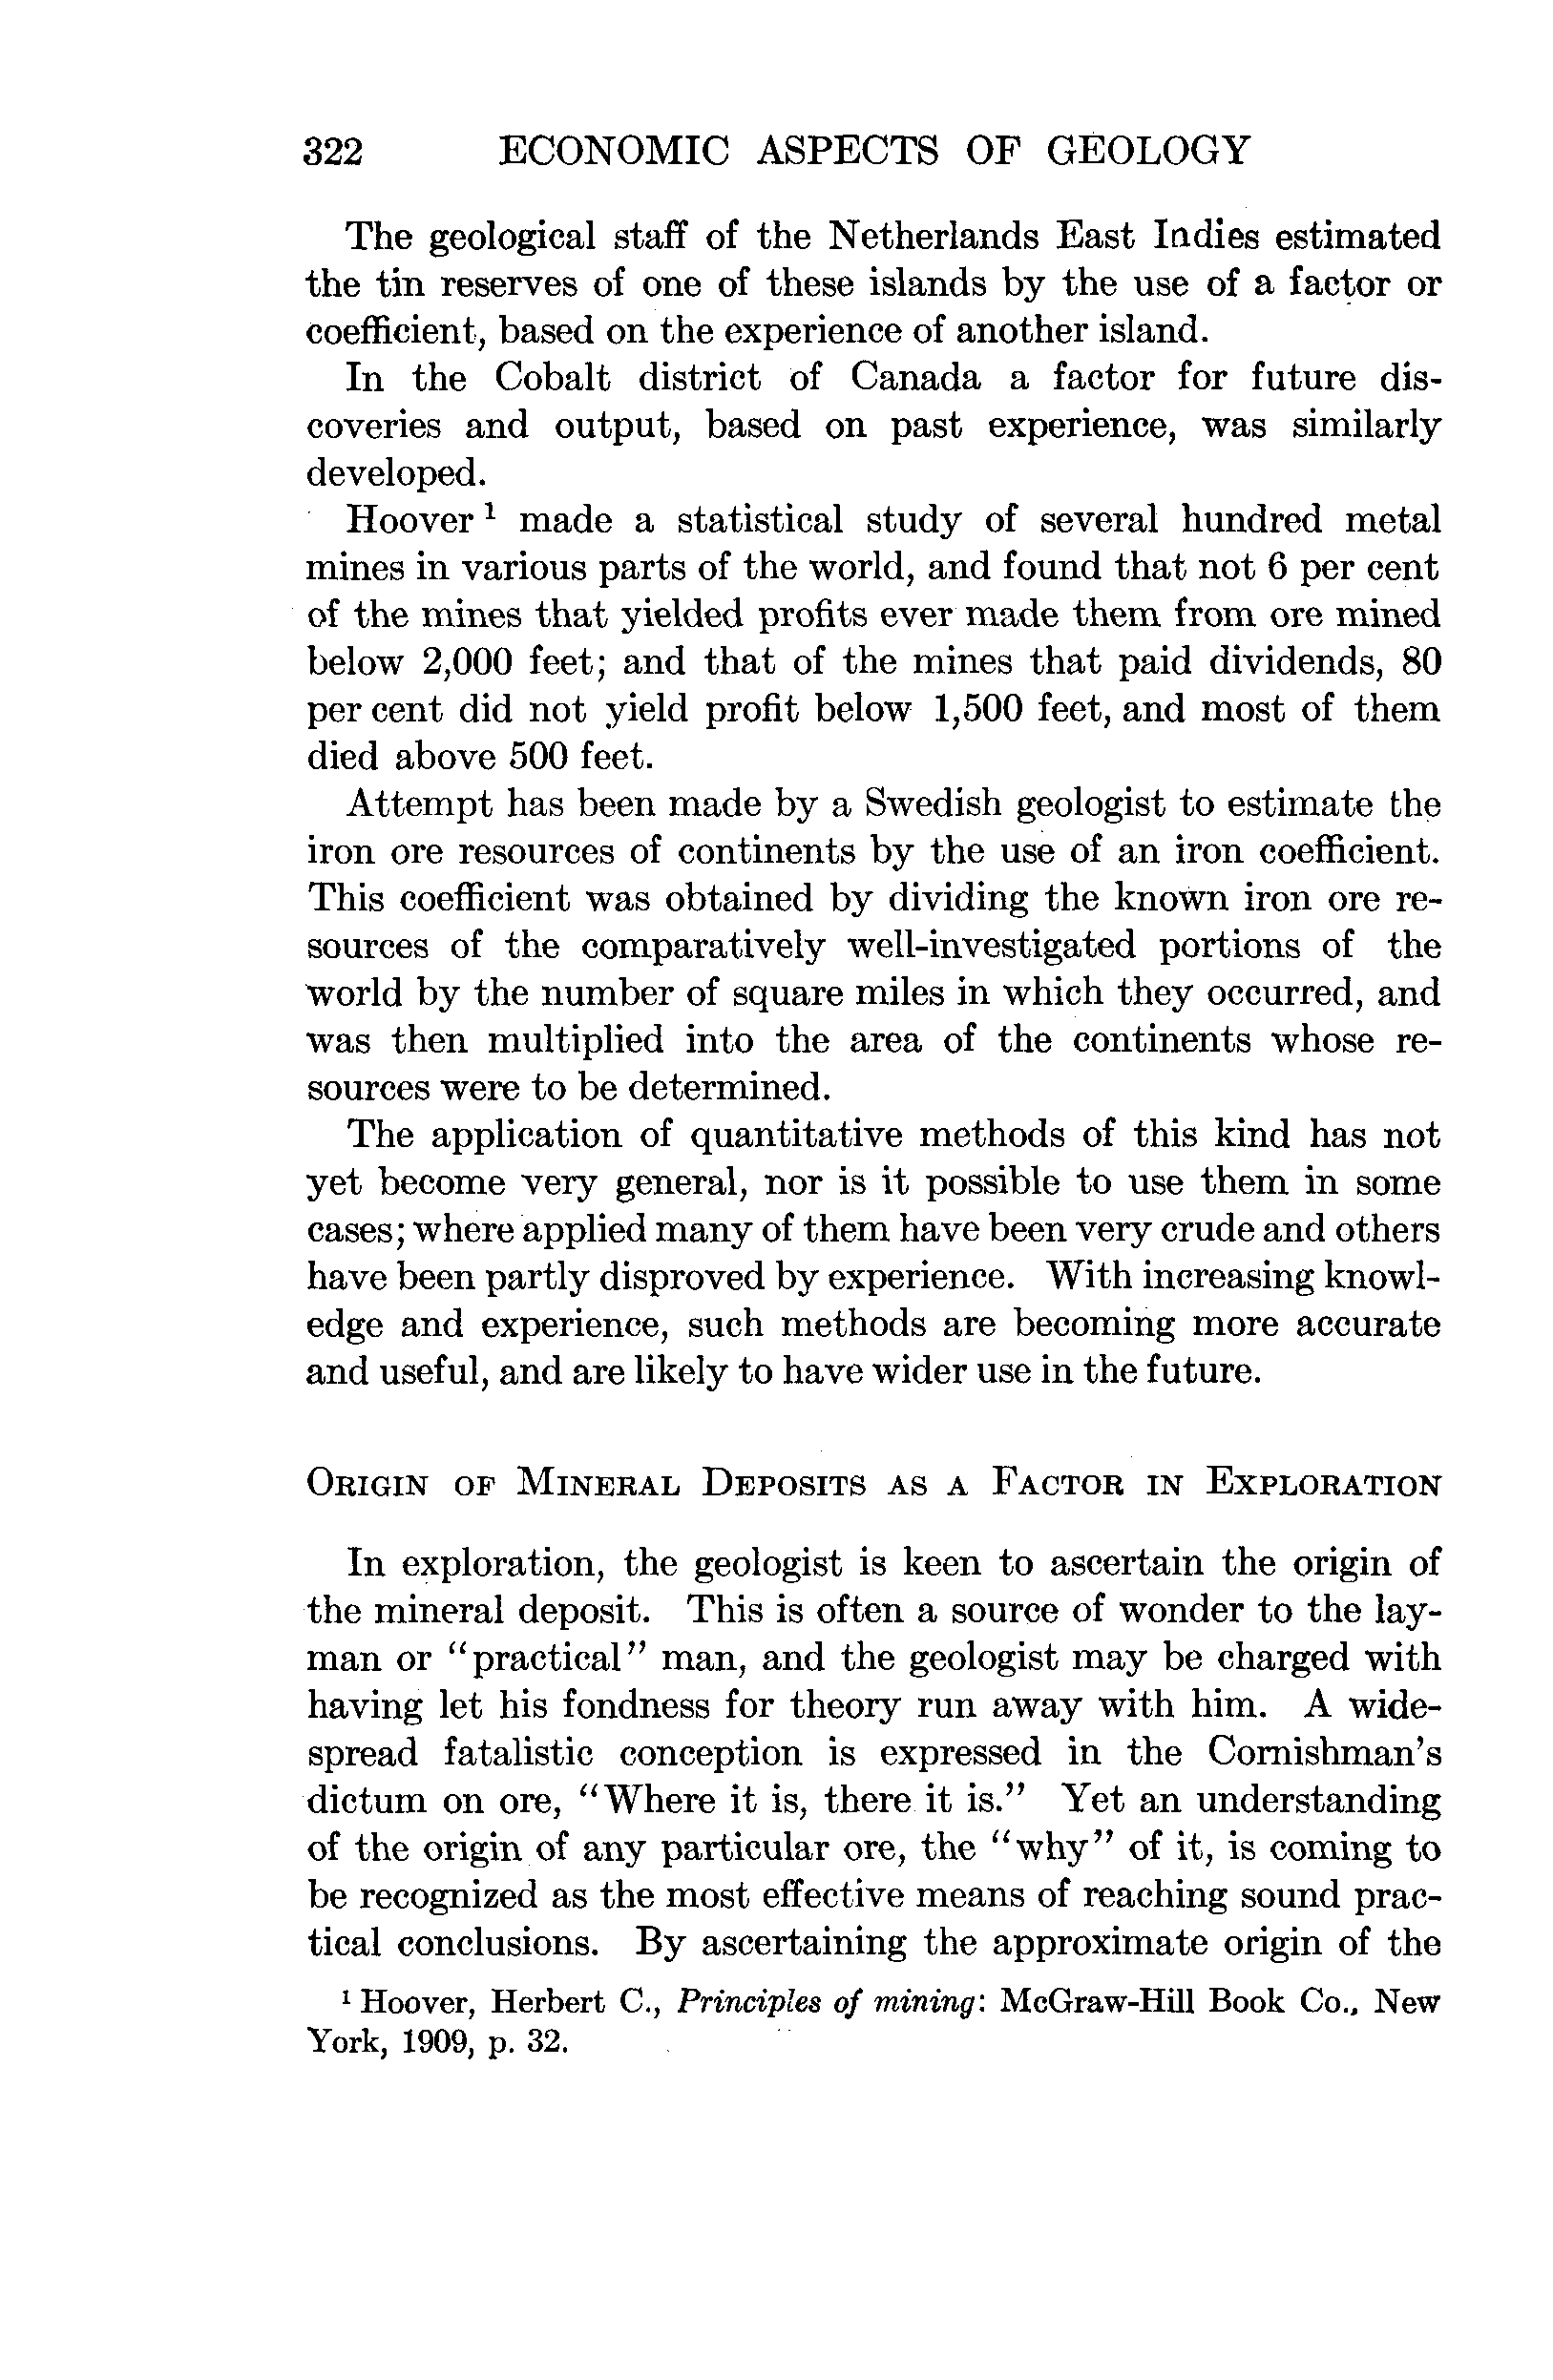 322 ECONOMIC ASPECTS OF GEOLOGY
The geological staff of the Netherlands East Indies estimated
the tin reserves of one of these islands by the use of a factor or
coefficient, based on the experience of another island.
In the Cobalt district of Canada a factor for future dis-
coveries and output, based on past experience, was similarly
developed.
Hoover ¹ made a statistical study of several hundred metal
mines in various parts of the world, and found that not 6 per cent
of the mines that yielded profits ever made them from ore mined
below 2,000 feet; and that of the mines that paid dividends, 80
per cent did not yield profit below 1,500 feet, and most of them
died above 500 feet.
Attempt has been made by a Swedish geologist to estimate the
iron ore resources of continents by the use of an iron coefficient.
This coefficient was obtained by dividing the known iron ore re-
sources of the comparatively well-investigated portions of the
world by the number of square miles in which they occurred, and
was then multiplied into the area of the continents whose re-
sources were to be determined.
The application of quantitative methods of this kind has not
yet become very general, nor is it possible to use them in some
cases; where applied many of them have been very crude and others
have been partly disproved by experience. With increasing knowl-
edge and experience, such methods are becoming more accurate
and useful, and are likely to have wider use in the future.
ORIGIN OF MINERAL DEPOSITS AS A FACTOR IN EXPLORATION
In exploration, the geologist is keen to ascertain the origin of
the mineral deposit. This is often a source of wonder to the lay-
man or “practical” man, and the geologist may be charged with
having let his fondness for theory run away with him. A wide-
spread fatalistic conception is expressed in the Cornishman’s
dictum on ore, “Where it is, there it is.” Yet an understanding
of the origin of any particular ore, the “why” of it, is coming to
be recognized as the most effective means of reaching sound prac-
tical conclusions. By ascertaining the approximate origin of the
¹ Hoover, Herbert C., Principles of mining: McGraw-Hill Book Co., New
York, 1909, p. 32.